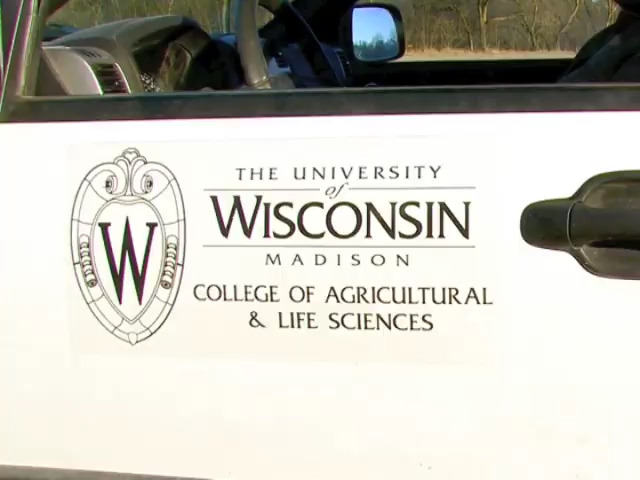 W
THE UNIVERSITY
of
WISCONSIN
MADISON
COLLEGE OF AGRICULTURAL
& LIFE SCIENCES